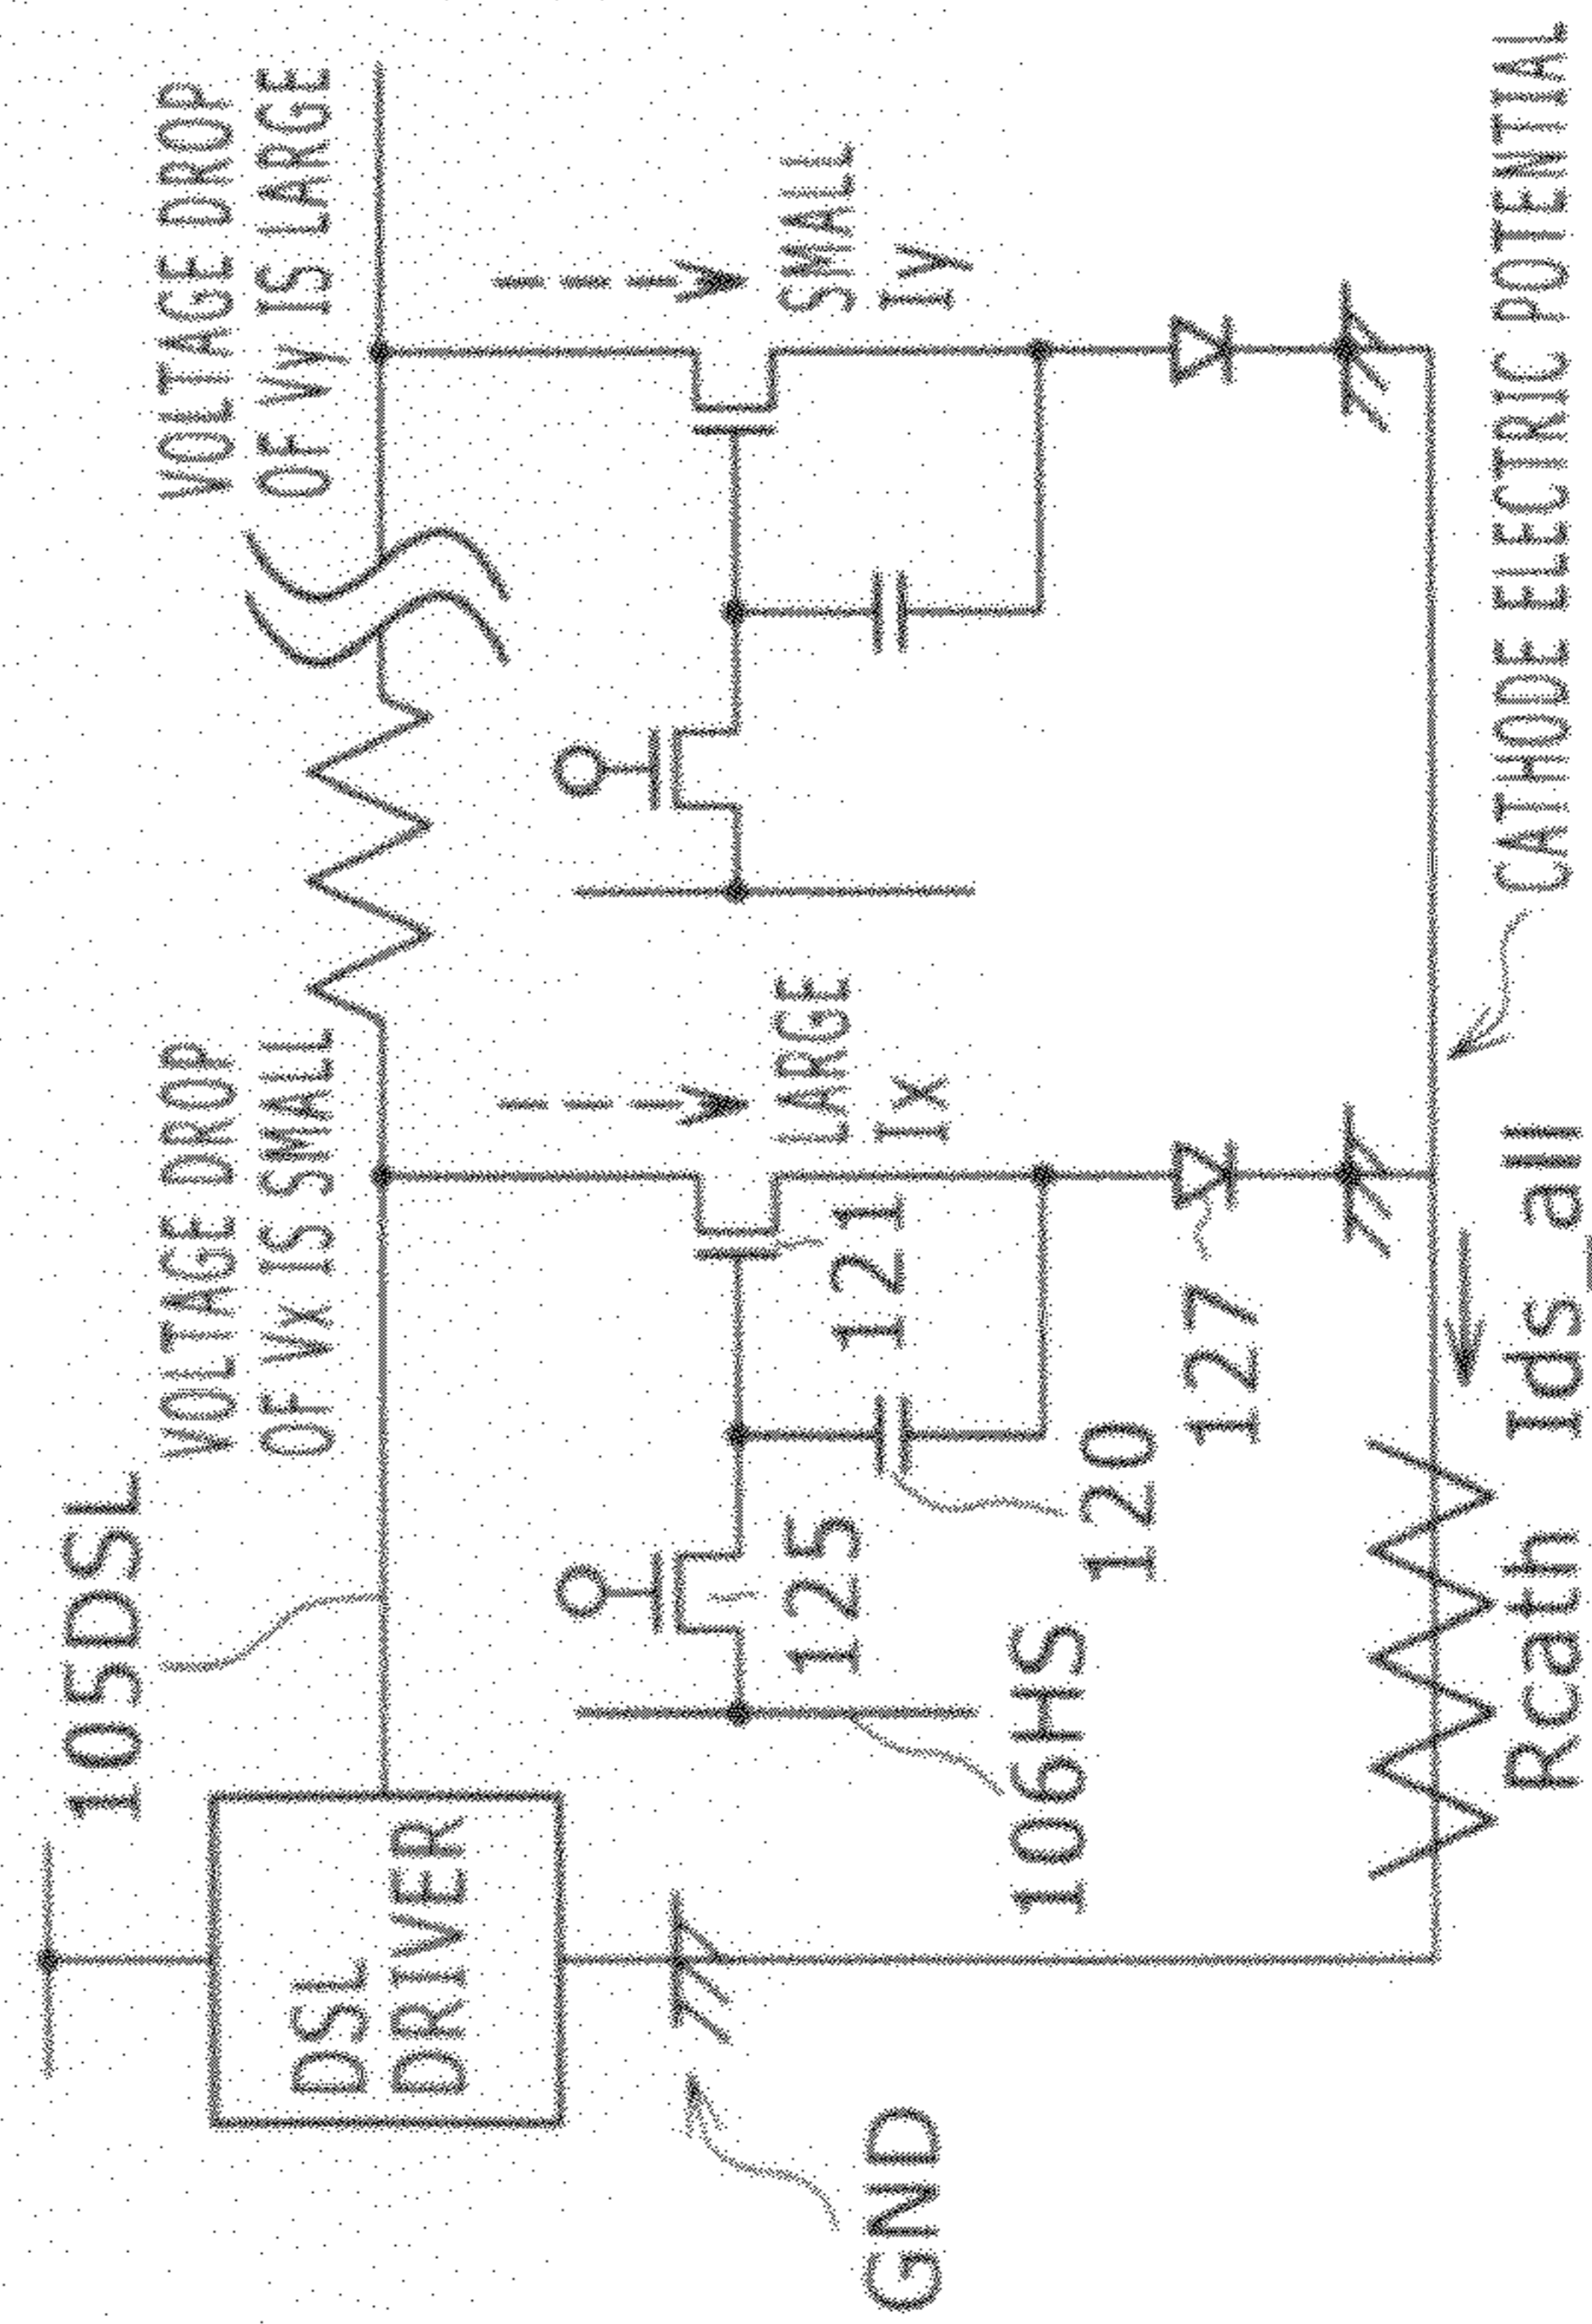 105DSL
VOLTAGE DROP
OF VX IS SMALL
VOLTAGE DROP
OF VY IS LARGE
DSL
DRIVER
GND
106HS
125
120
121
LARGE
IX
SMALL
IY
127
Rcath
Ids_all
CATHODE ELECTRIC POTENTIAL